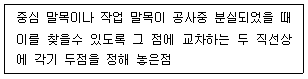 중심 말목이나 작업 말목이 공사중 분실되었을 때
이를 찾을수 있도록 그 점에 교차하는 두 직선상
에 각기 두점을 정해 놓은점